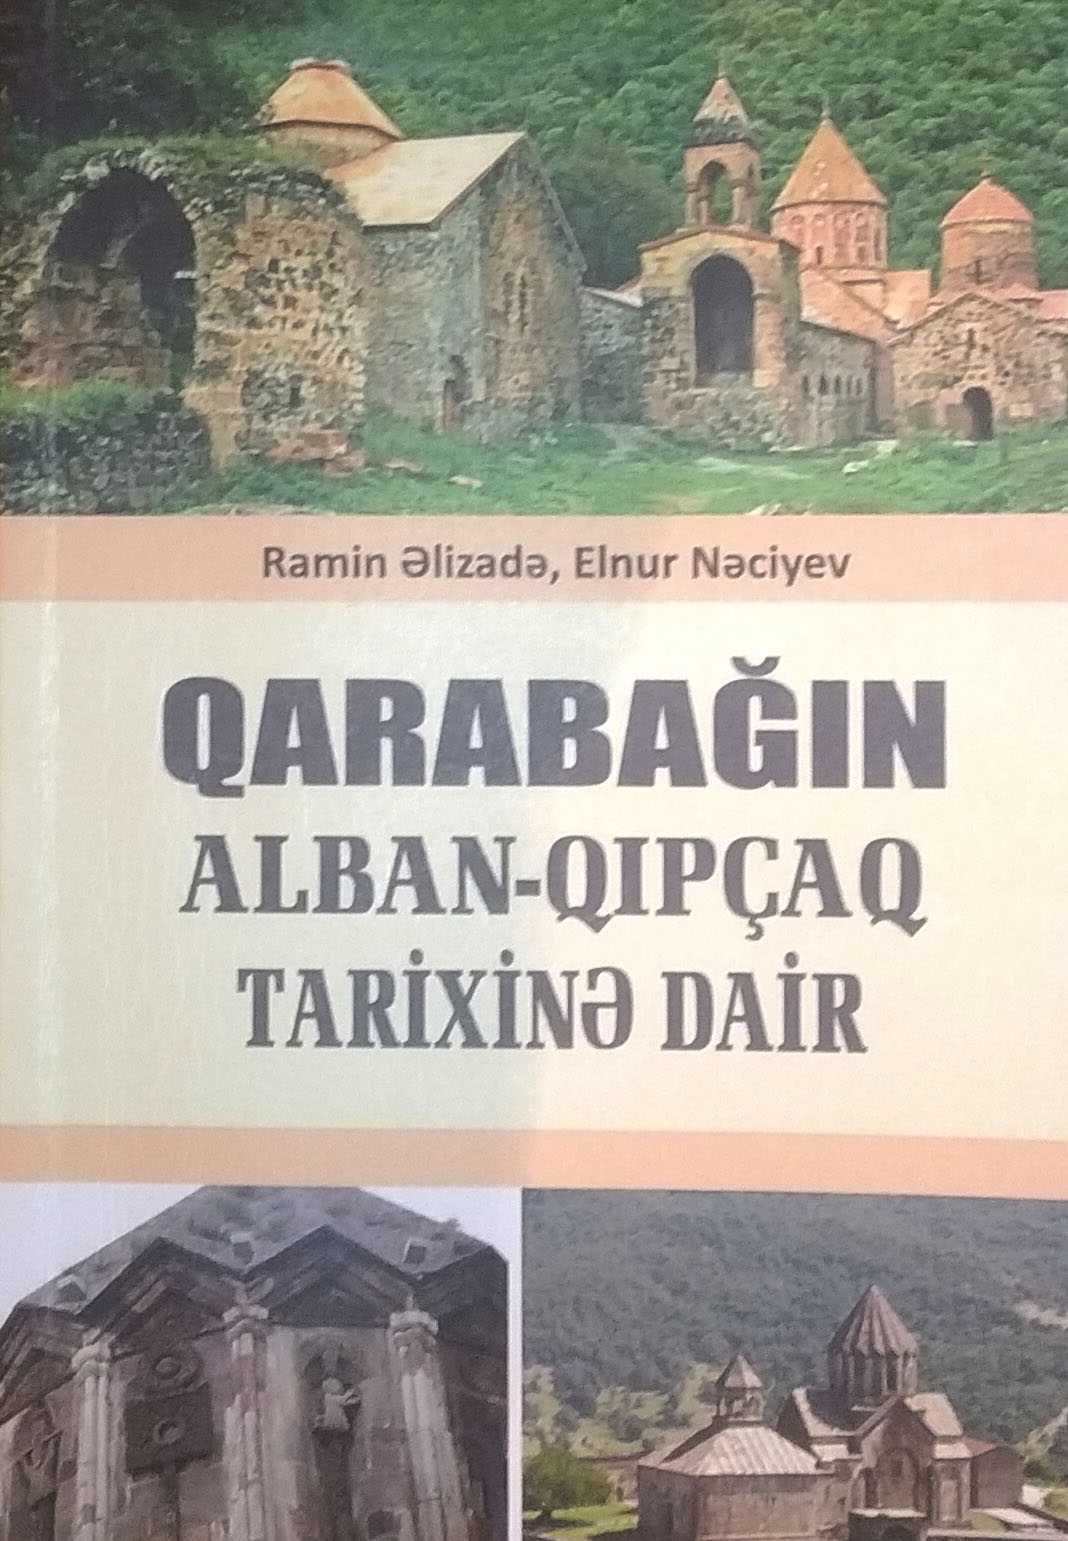 Ramin Əlizadə, Elnur Nəciyev
QARABAĞIN
ALBAN-QIPÇAQ
TARİXİNƏ DAİR